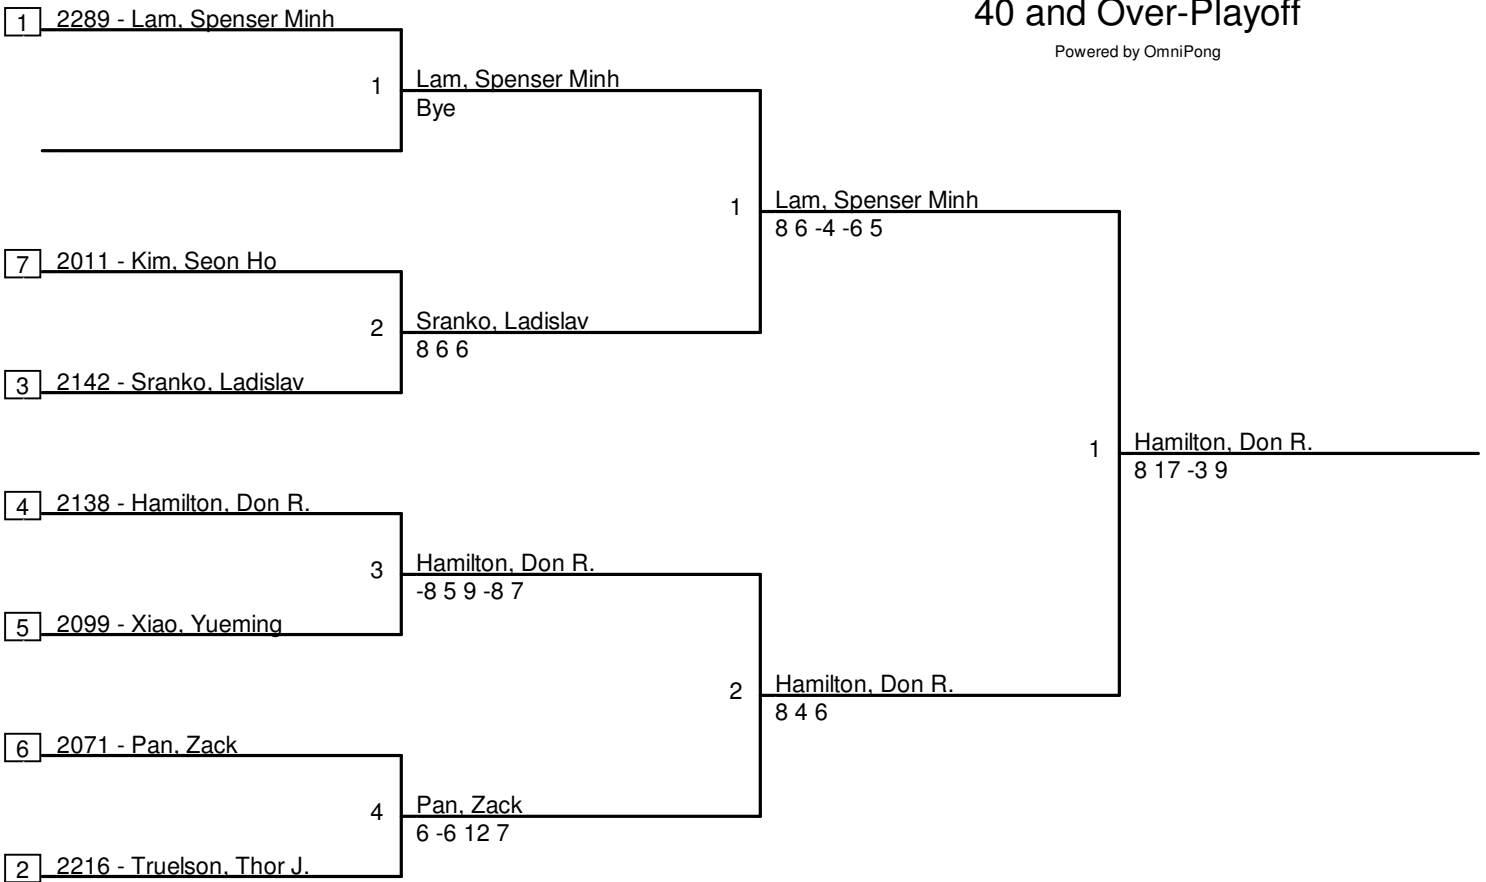 40 and Over-Playoff
Powered by OmniPong
1 2289 - Lam, Spenser Minh
1 Lam, Spenser Minh
Bye
1 Lam, Spenser Minh
8 6 -4 -6 5
7 2011 - Kim, Seon Ho
2 Sranko, Ladislav
8 6 6
3 2142 - Sranko, Ladislav
1 Hamilton, Don R.
8 17 -3 9
4 2138 - Hamilton, Don R.
3 Hamilton, Don R.
-8 5 9 -8 7
5 2099 - Xiao, Yueming
2 Hamilton, Don R.
8 4 6
6 2071 - Pan, Zack
4 Pan, Zack
6 -6 12 7
2 2216 - Truelson, Thor J.